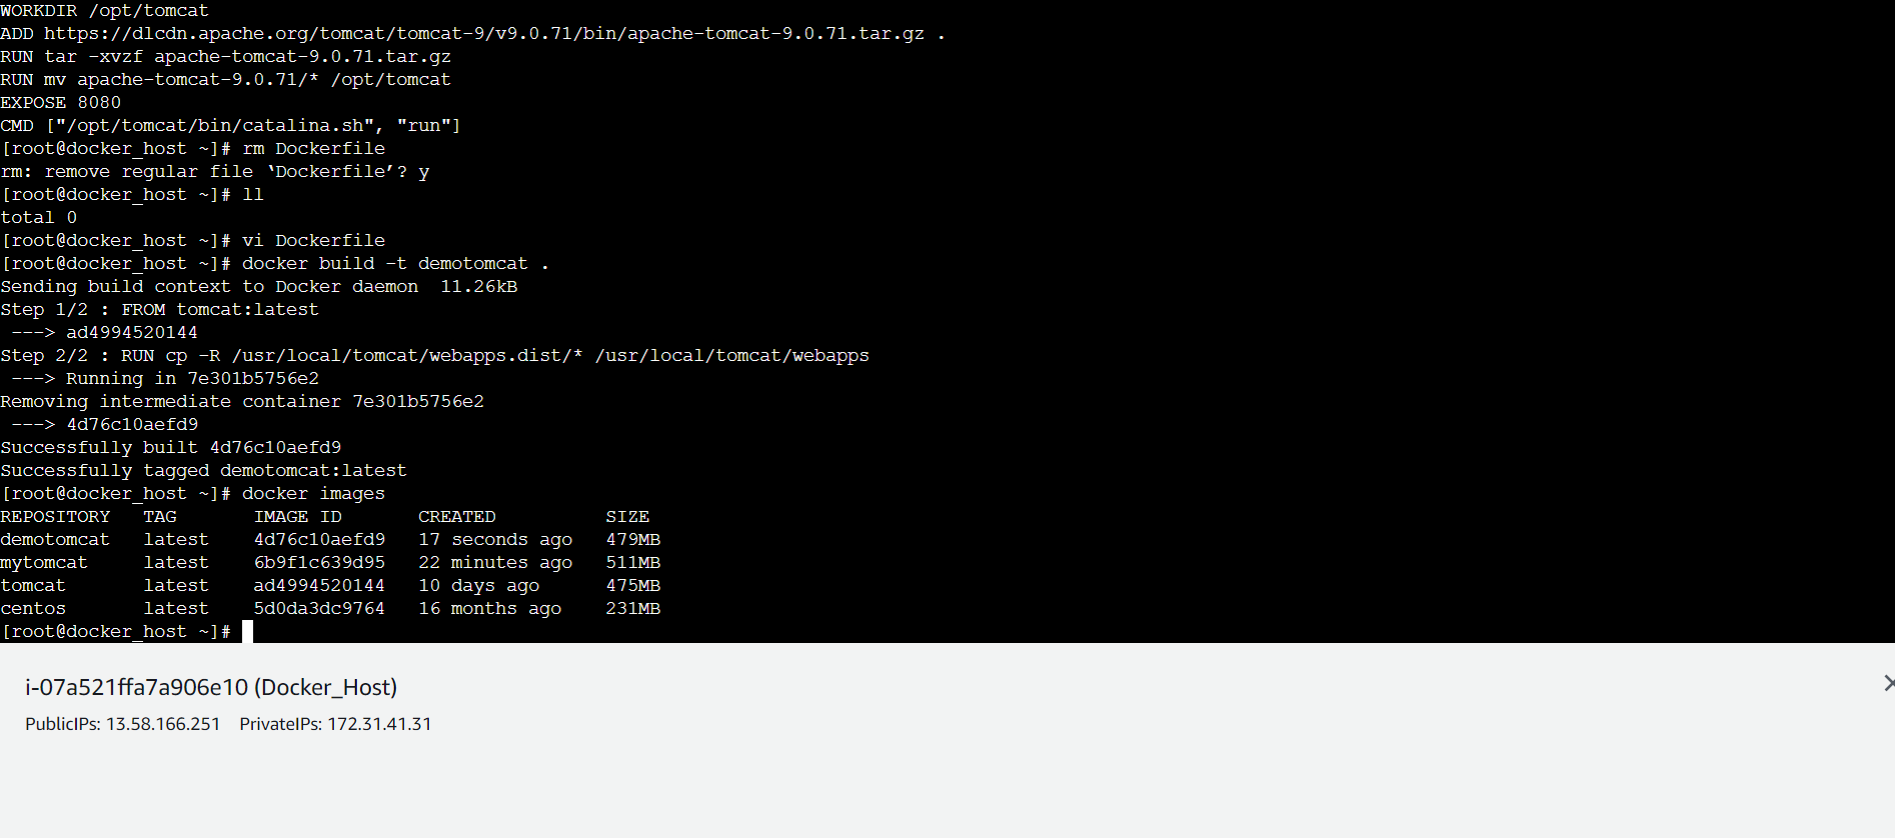 WORKDIR /opt/tomcat
ADD https://dlcdn.apache.org/tomcat/tomcat-9/v9.0.71/bin/apache-tomcat-9.0.71.tar.gz .
RUN tar -xvzf apache-tomcat-9.0.71.tar.gz
RUN mv apache-tomcat-9.0.71/* /opt/tomcat
EXPOSE 8080
CMD ["/opt/tomcat/bin/catalina.sh", "run"]
[root@docker_host ~]# rm Dockerfile
rm: remove regular file ‘Dockerfile’? y
[root@docker_host ~]# ll
total 0
[root@docker_host ~]# vi Dockerfile
[root@docker_host ~]# docker build -t demotomcat .
Sending build context to Docker daemon  11.26kB
Step 1/2 : FROM tomcat:latest
 ---> ad4994520144
Step 2/2 : RUN cp -R /usr/local/tomcat/webapps.dist/* /usr/local/tomcat/webapps
 ---> Running in 7e301b5756e2
Removing intermediate container 7e301b5756e2
 ---> 4d76c10aefd9
Successfully built 4d76c10aefd9
Successfully tagged demotomcat:latest
[root@docker_host ~]# docker images
REPOSITORY   TAG       IMAGE ID       CREATED          SIZE
demotomcat   latest    4d76c10aefd9   17 seconds ago   479MB
mytomcat     latest    6b9f1c639d95   22 minutes ago   511MB
tomcat       latest    ad4994520144   10 days ago      475MB
centos       latest    5d0da3dc9764   16 months ago    231MB
[root@docker_host ~]#
i-07a521ffa7a906e10 (Docker_Host)
PublicIPs: 13.58.166.251   PrivateIPs: 172.31.41.31